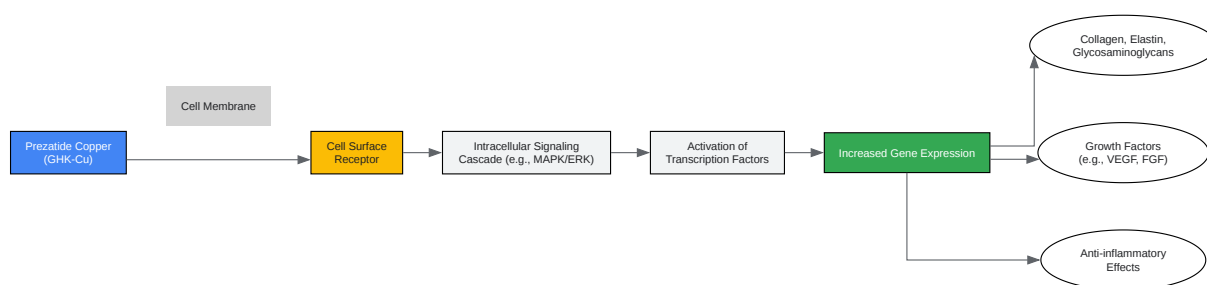 Collagen, Elastin,
Glycosaminoglycans
Cell Membrane
Prezatide Copper
(GHK-Cu)
Cell Surface
Receptor
Intracellular Signaling
Cascade (e.g., MAPK/ERK)
Activation of
Transcription Factors
Increased Gene Expression
Growth Factors
(e.g., VEGF, FGF)
Anti-inflammatory
Effects